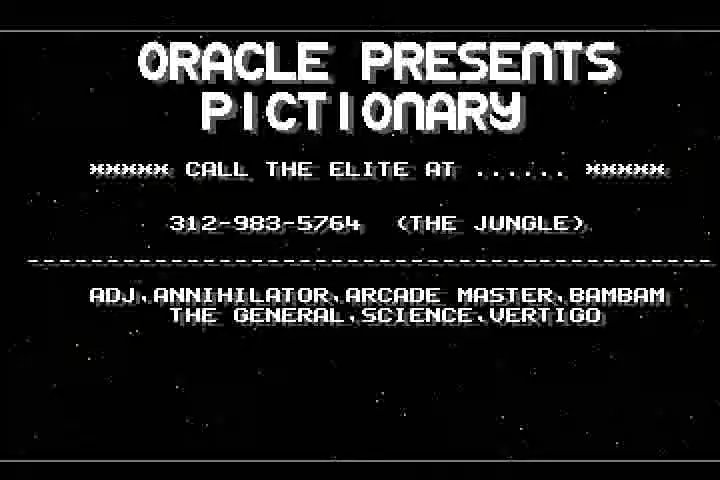 ORACLE PRESENTS
PICTIONARY
***** CALL THE ELITE AT ...... *****
312-983-5764 (THE JUNGLE)
-------------------------------------------
ADJ,ANNIHILATOR,ARCADE MASTER,BAMBAM
THE GENERAL,SCIENCE,VERTIGO